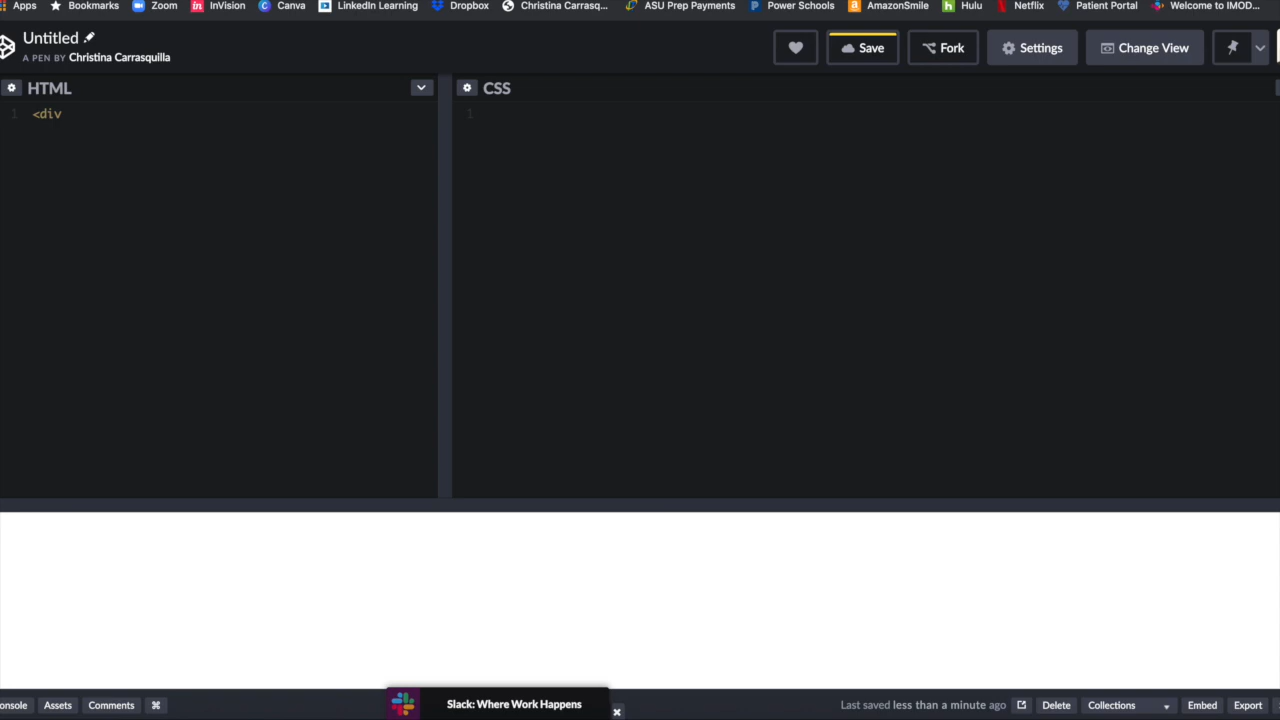 Apps Bookmarks Zoom InVision Canva LinkedIn Learning Dropbox Christina Carrasq... ASU Prep Payments Power Schools AmazonSmile Hulu Netflix Patient Portal Welcome to IMOD...
Untitled
A PEN BY Christina Carrasquilla
Save Fork Settings Change View
HTML
CSS
1 <div
1
onsole Assets Comments ⌘
Slack: Where Work Happens
Last saved less than a minute ago Delete Collections Embed Export